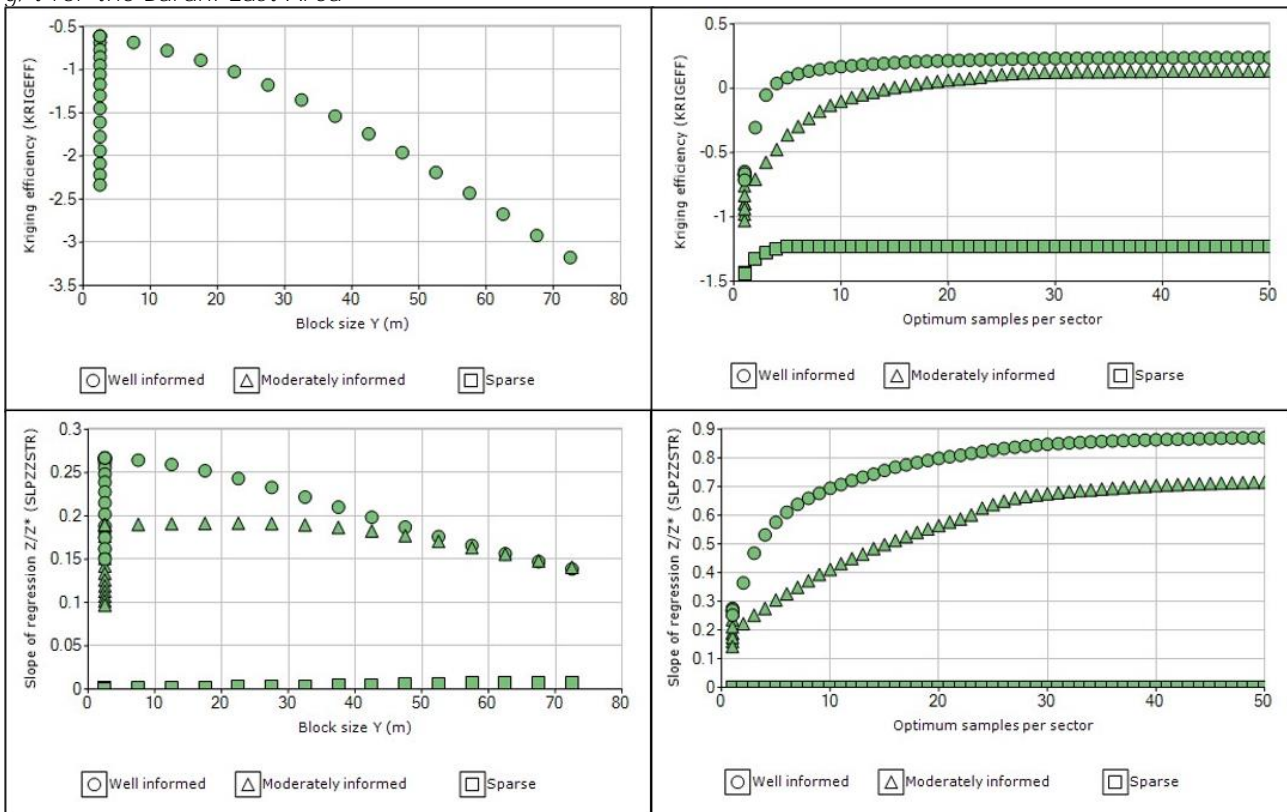 g/t for the
East Area
-0.5
-1
-1.5
-2
-2.5
-3
-3.5
0 10 20 30 40 50 60 70 80
Kriging efficiency (KRIGEFF)
Block size Y (m)
Well informed Moderately informed Sparse
0.5
0
-0.5
-1
-1.5
0 10 20 30 40 50
Kriging efficiency (KRIGEFF)
Optimum samples per sector
Well informed Moderately informed Sparse
0.3
0.25
0.2
0.15
0.1
0.05
0
0 10 20 30 40 50 60 70 80
Slope of regression Z/Z* (SLPZZSTR)
Block size Y (m)
Well informed Moderately informed Sparse
0.9
0.8
0.7
0.6
0.5
0.4
0.3
0.2
0.1
0
0 10 20 30 40 50
Slope of regression Z/Z* (SLPZZSTR)
Optimum samples per sector
Well informed Moderately informed Sparse